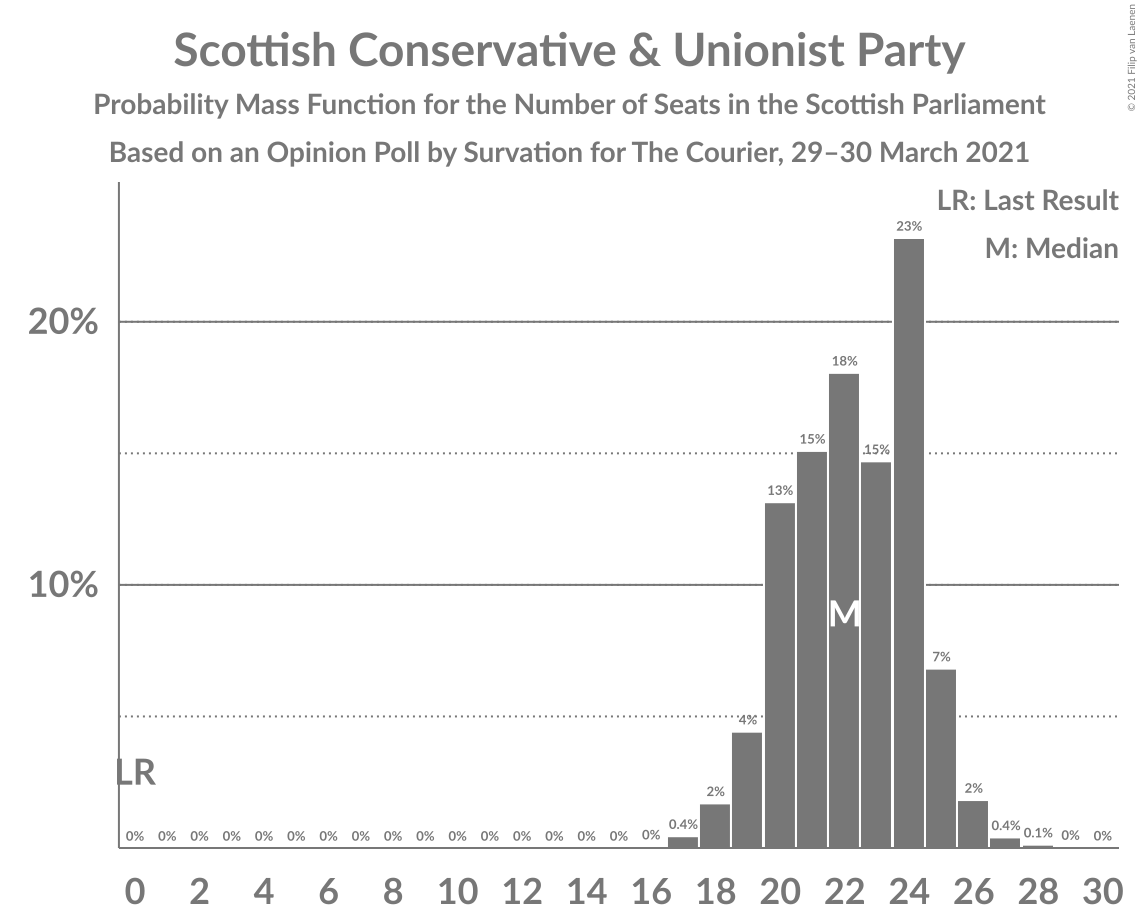 Scottish Conservative & Unionist Party
Probability Mass Function for the Number of Seats in the Scottish Parliament
Based on an Opinion Poll by Survation for The Courier, 29–30 March 2021
© 2021 Filip van Laenen
LR: Last Result
M: Median
23%
20%
18%
15%
15%
13%
10%
M
7%
4%
LR
2%
2%
0% 0% 0% 0% 0% 0% 0% 0% 0% 0% 0% 0% 0% 0% 0% 0% 0% 0.4% 0.4% 0.1% 0% 0%
0 2 4 6 8 10 12 14 16 18 20 22 24 26 28 30